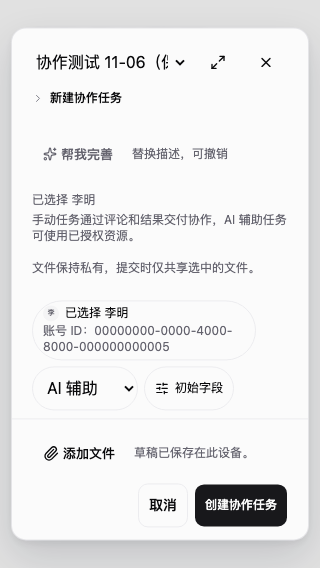 协作测试 11-06（
新建协作任务
帮我完善 替换描述，可撤销
已选择 李明
手动任务通过评论和结果交付协作，AI 辅助任务
可使用已授权资源。
文件保持私有，提交时仅共享选中的文件。
李 已选择 李明
账号 ID：00000000-0000-4000-
8000-000000000005
AI 辅助 初始字段
添加文件 草稿已保存在此设备。
取消 创建协作任务